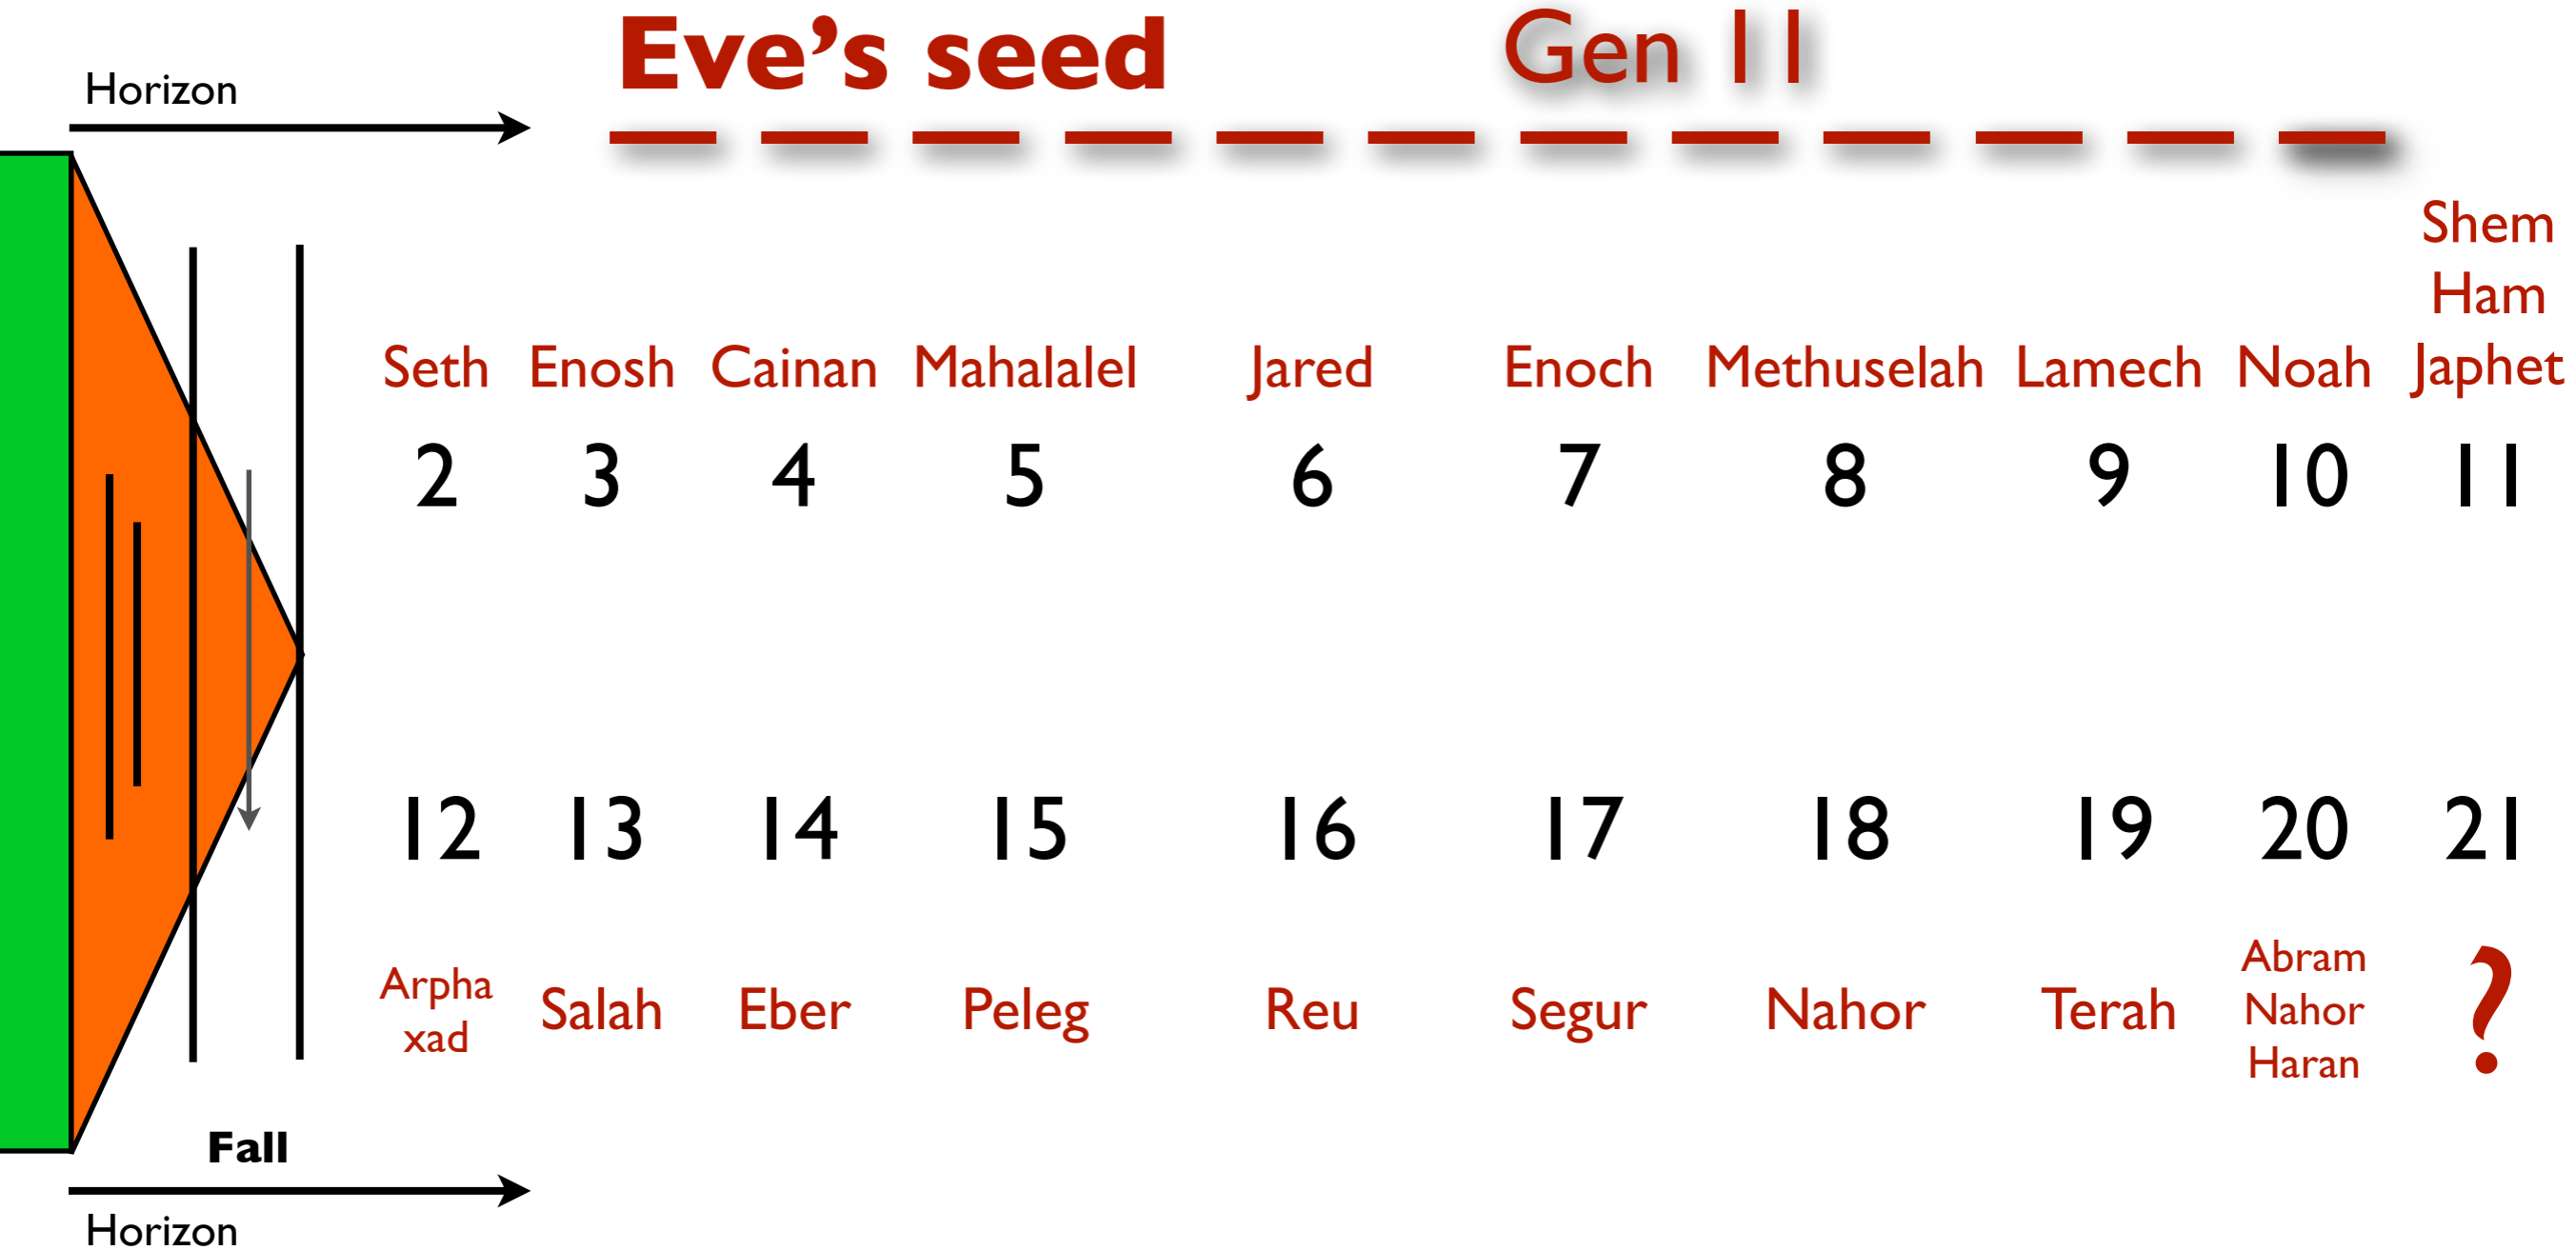 Eve’s seed Gen 11
Horizon
Shem
Ham
Seth Enosh Cainan Mahalalel Jared Enoch Methuselah Lamech Noah Japhet
2 3 4 5 6 7 8 9 10 11
12 13 14 15 16 17 18 19 20 21
Arpha
xad
Salah Eber Peleg Reu Segur Nahor Terah
Abram
Nahor
Haran
?
Fall
Horizon